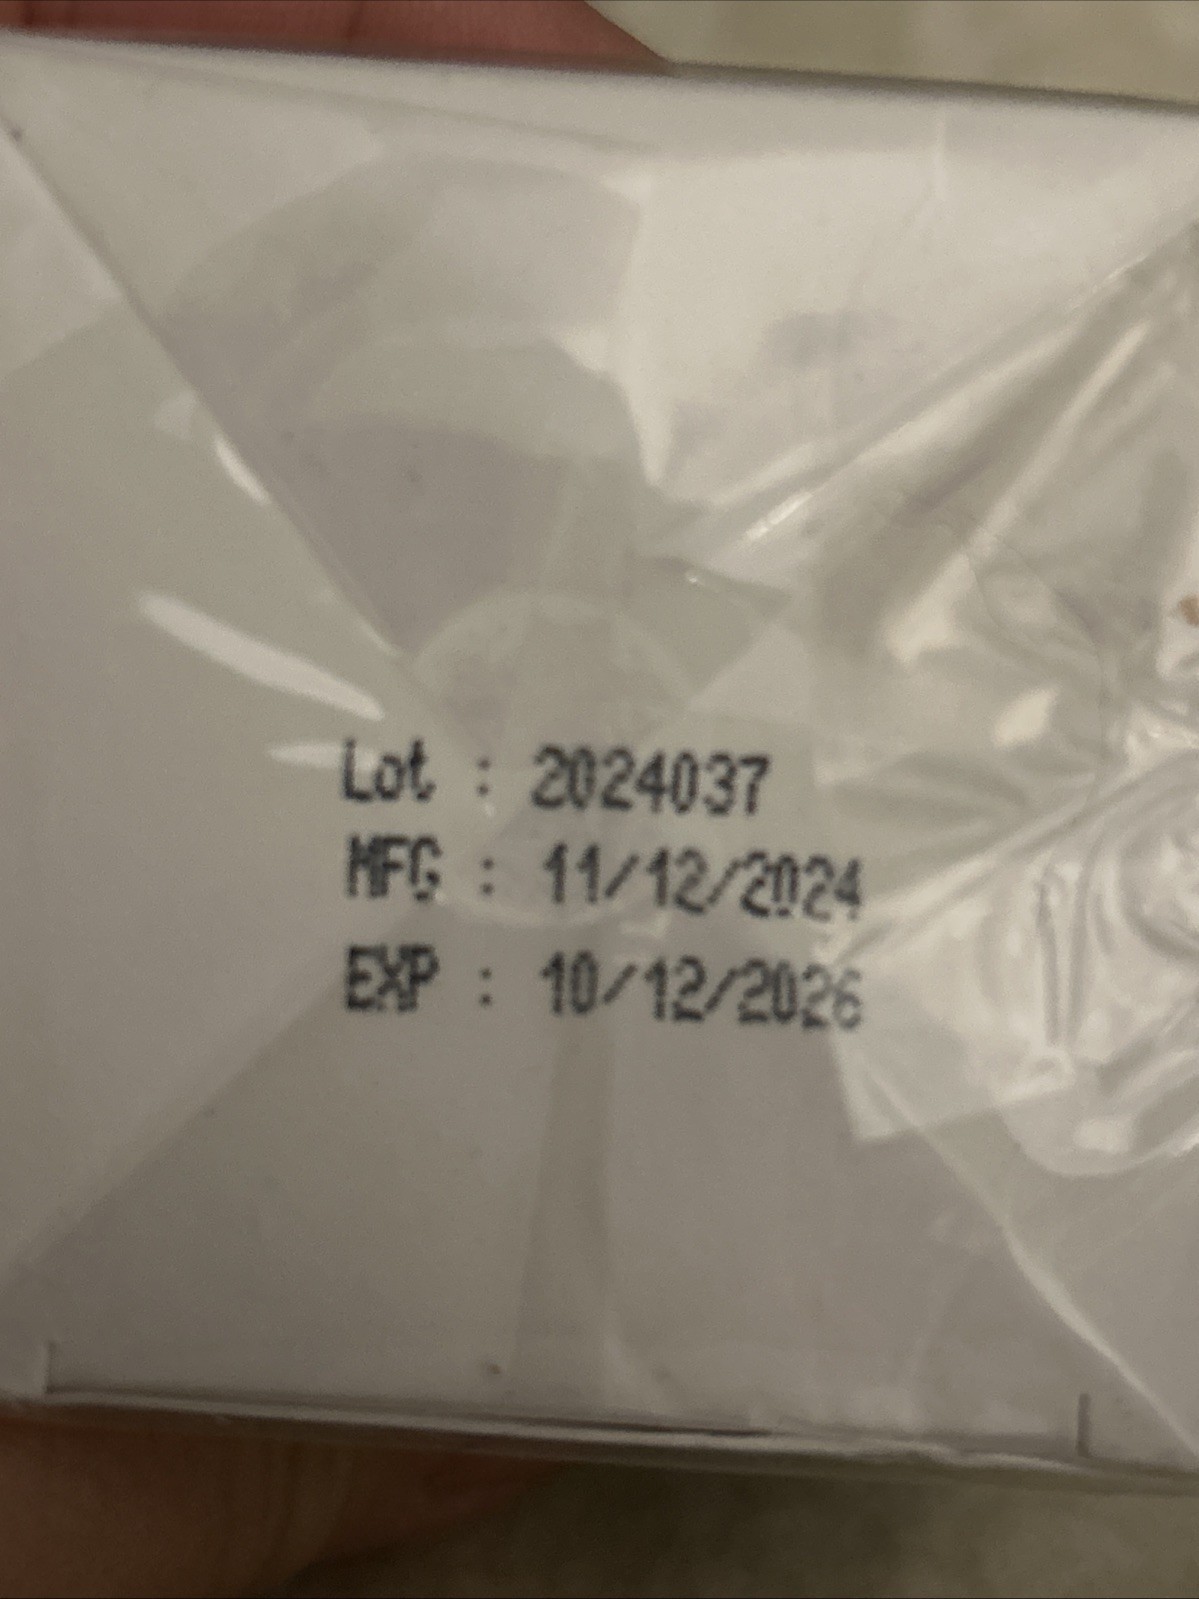 Lot : 2024037
MFG : 11/12/2024
EXP : 10/12/2026